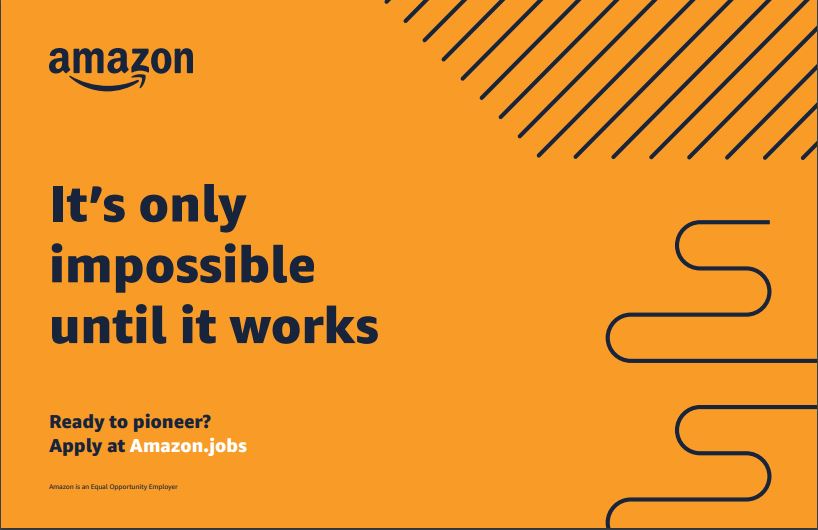 amazon
It’s only
impossible
until it works
Ready to pioneer?
Apply at Amazon.jobs
Amazon is an Equal Opportunity Employer